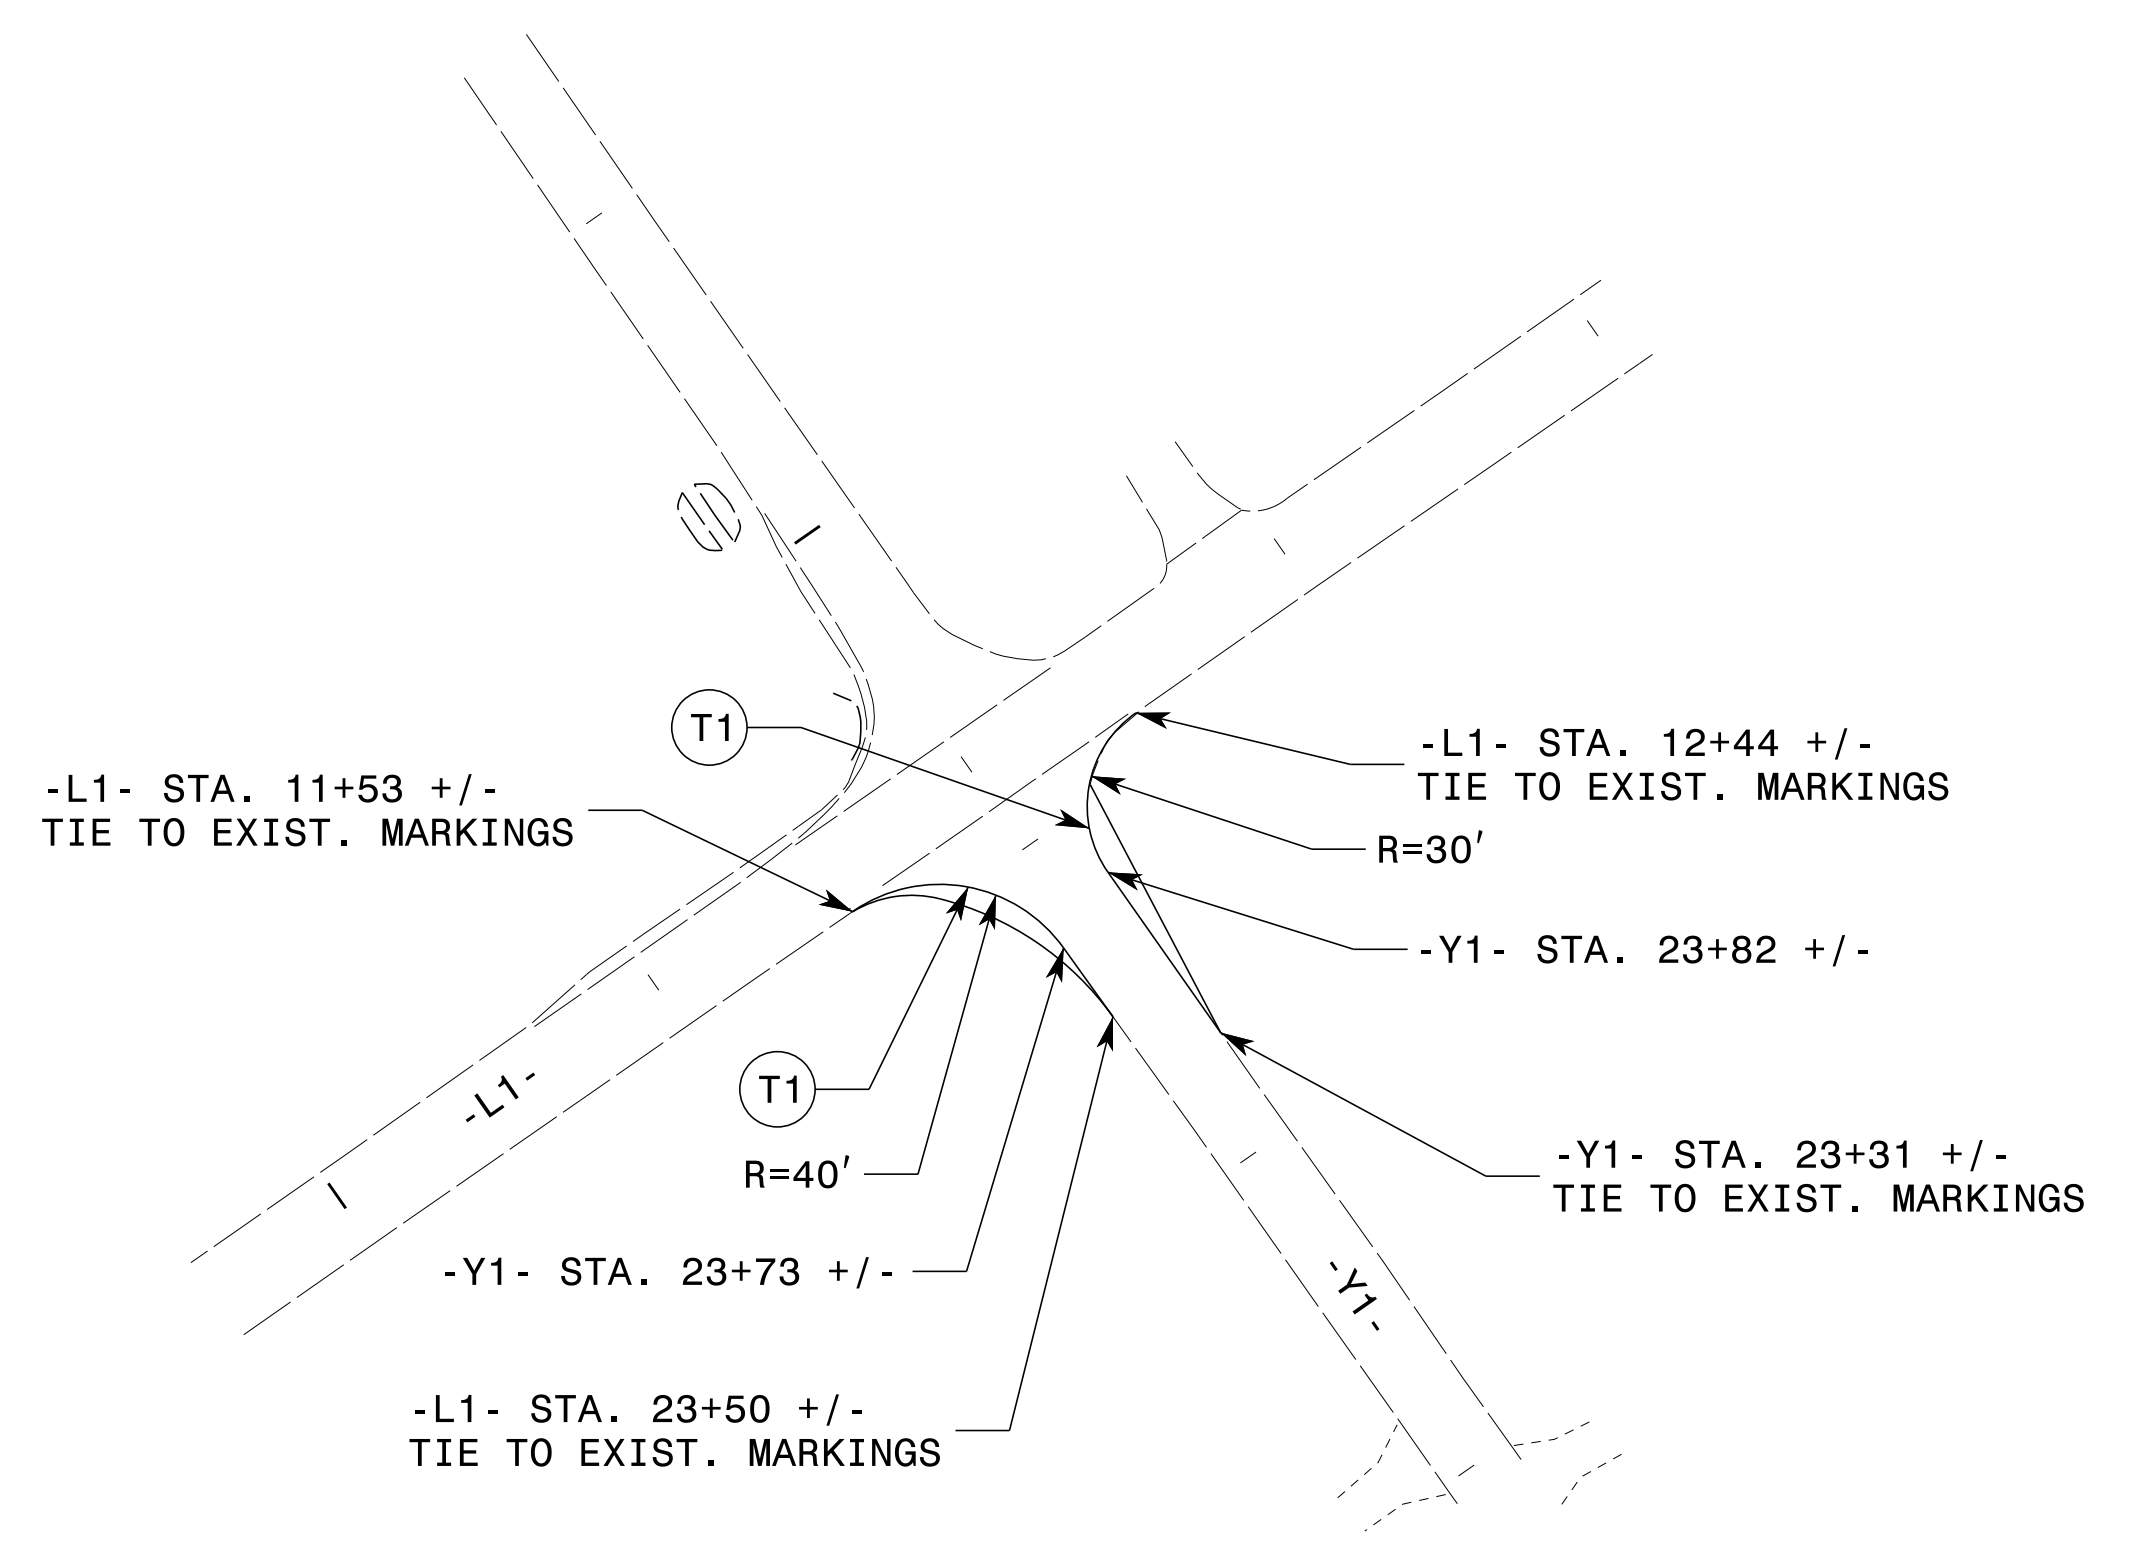 T1
-L1- STA. 11+53 +/-
TIE TO EXIST. MARKINGS
-L1- STA. 12+44 +/-
TIE TO EXIST. MARKINGS
R=30'
-Y1- STA. 23+82 +/-
-L1-
T1
R=40'
-Y1- STA. 23+73 +/-
-Y1- STA. 23+31 +/-
TIE TO EXIST. MARKINGS
-Y1-
-L1- STA. 23+50 +/-
TIE TO EXIST. MARKINGS